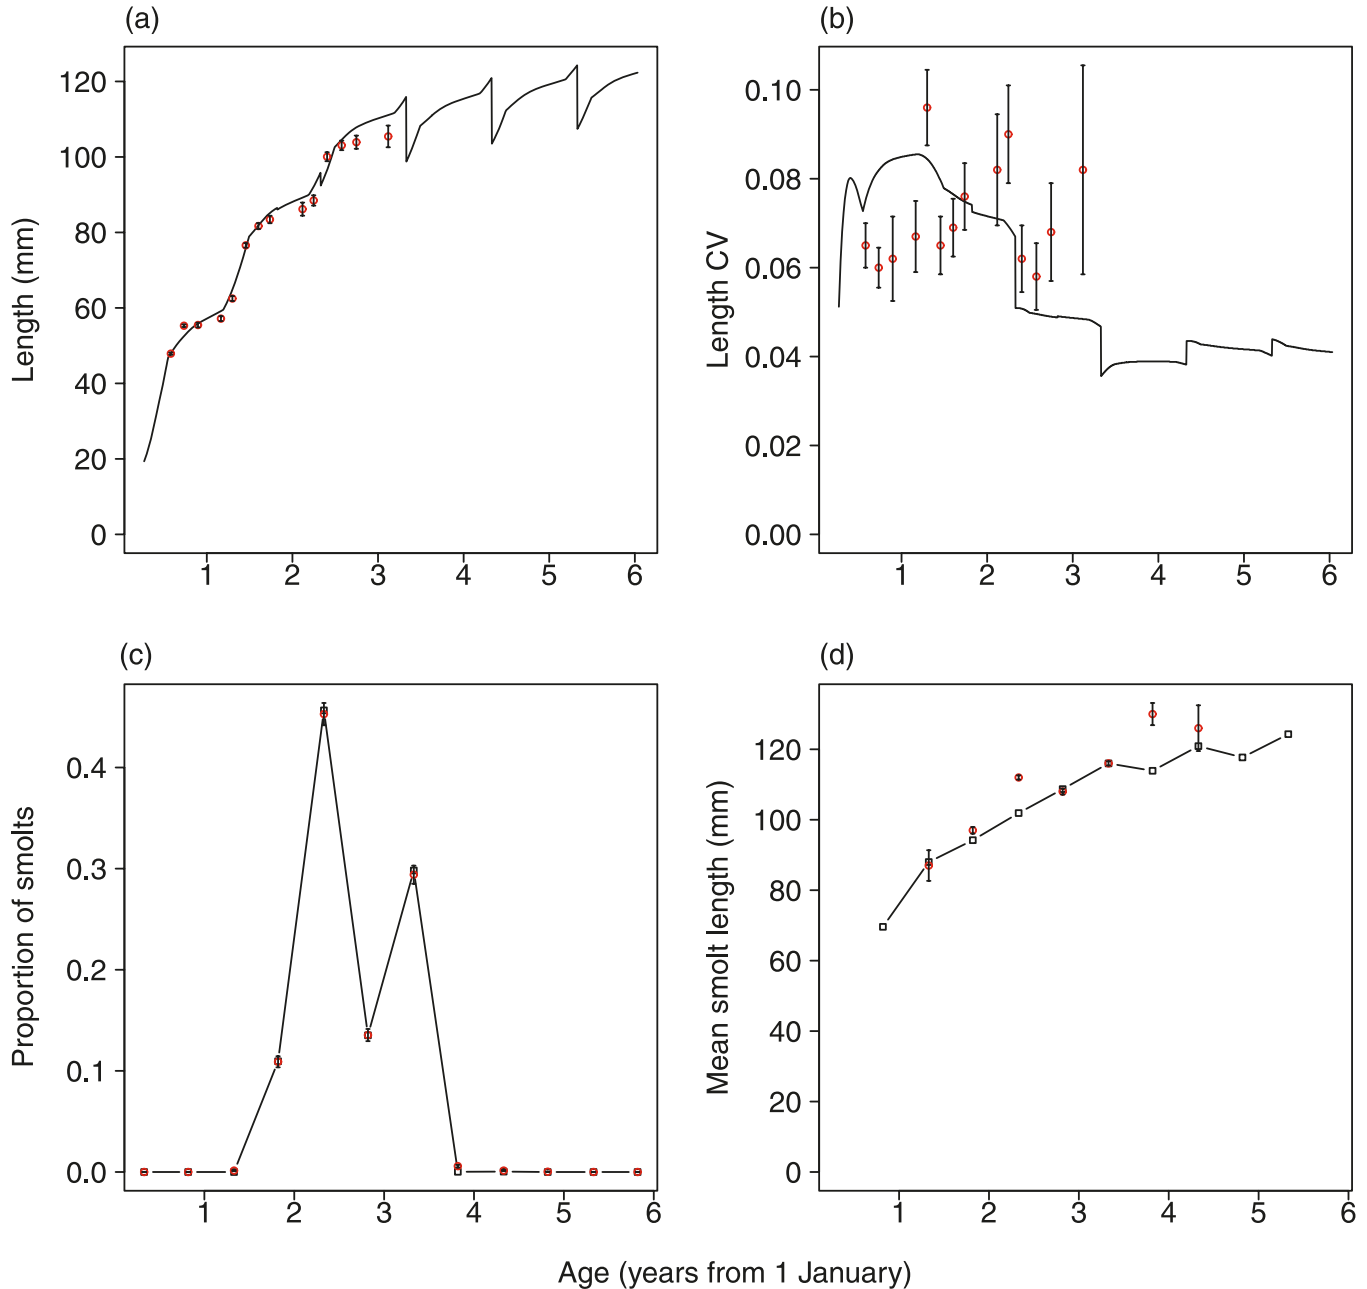 (a)
(b)
Length (mm)
120
100
80
60
40
20
0
1 2 3 4 5 6
Length CV
0.10
0.08
0.06
0.04
0.02
0.00
1 2 3 4 5 6
(c)
(d)
Proportion of smolts
0.4
0.3
0.2
0.1
0.0
1 2 3 4 5 6
Mean smolt length (mm)
120
100
80
60
40
20
0
1 2 3 4 5 6
Age (years from 1 January)